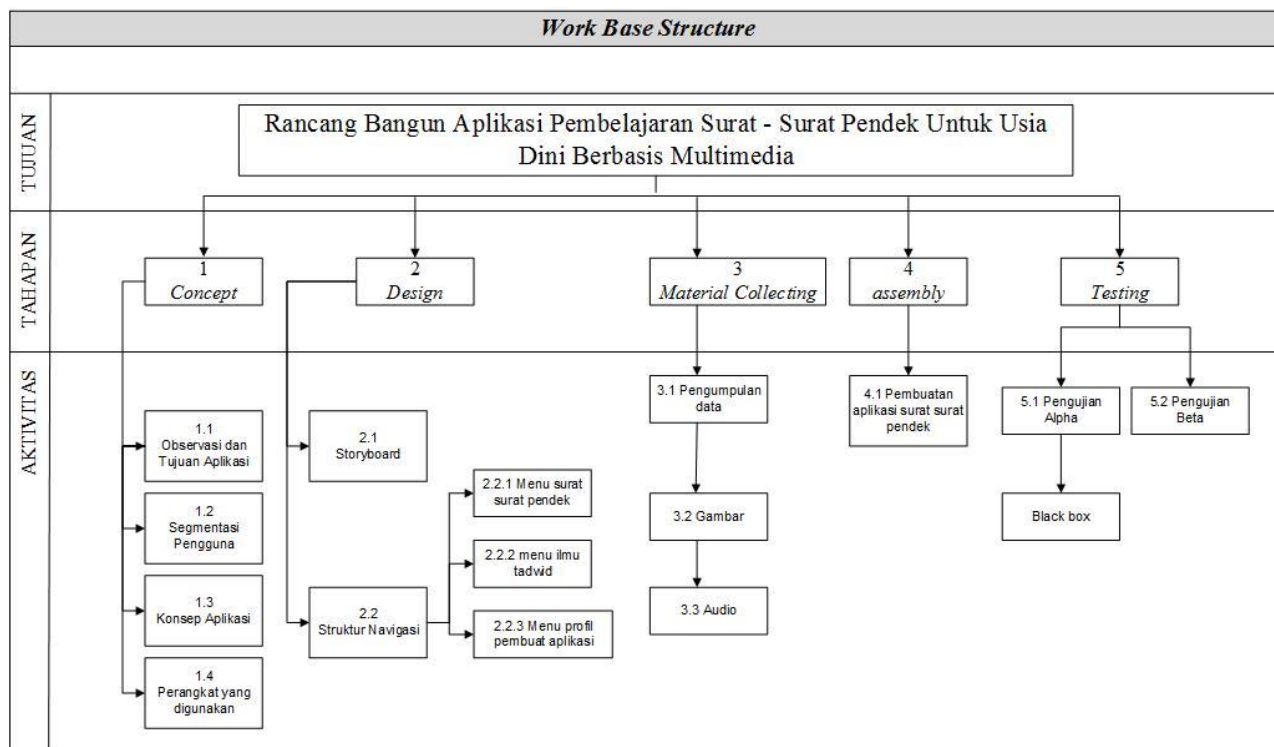 Work Base Structure
TUJUAN
Rancang Bangun Aplikasi Pembelajaran Surat - Surat Pendek Untuk Usia
Dini Berbasis Multimedia
TAHAPAN
1
Concept
2
Design
3
Material Collecting
4
assembly
5
Testing
AKTIVITAS
1.1
Observasi dan
Tujuan Aplikasi
1.2
Segmentasi
Pengguna
1.3
Konsep Aplikasi
1.4
Perangkat yang
digunakan
2.1
Storyboard
2.2
Struktur Navigasi
2.2.1 Menu surat
surat pendek
2.2.2 menu ilmu
tadwid
2.2.3 Menu profil
pembuat aplikasi
3.1 Pengumpulan
data
3.2 Gambar
3.3 Audio
4.1 Pembuatan
aplikasi surat surat
pendek
5.1 Pengujian
Alpha
Black box
5.2 Pengujian
Beta